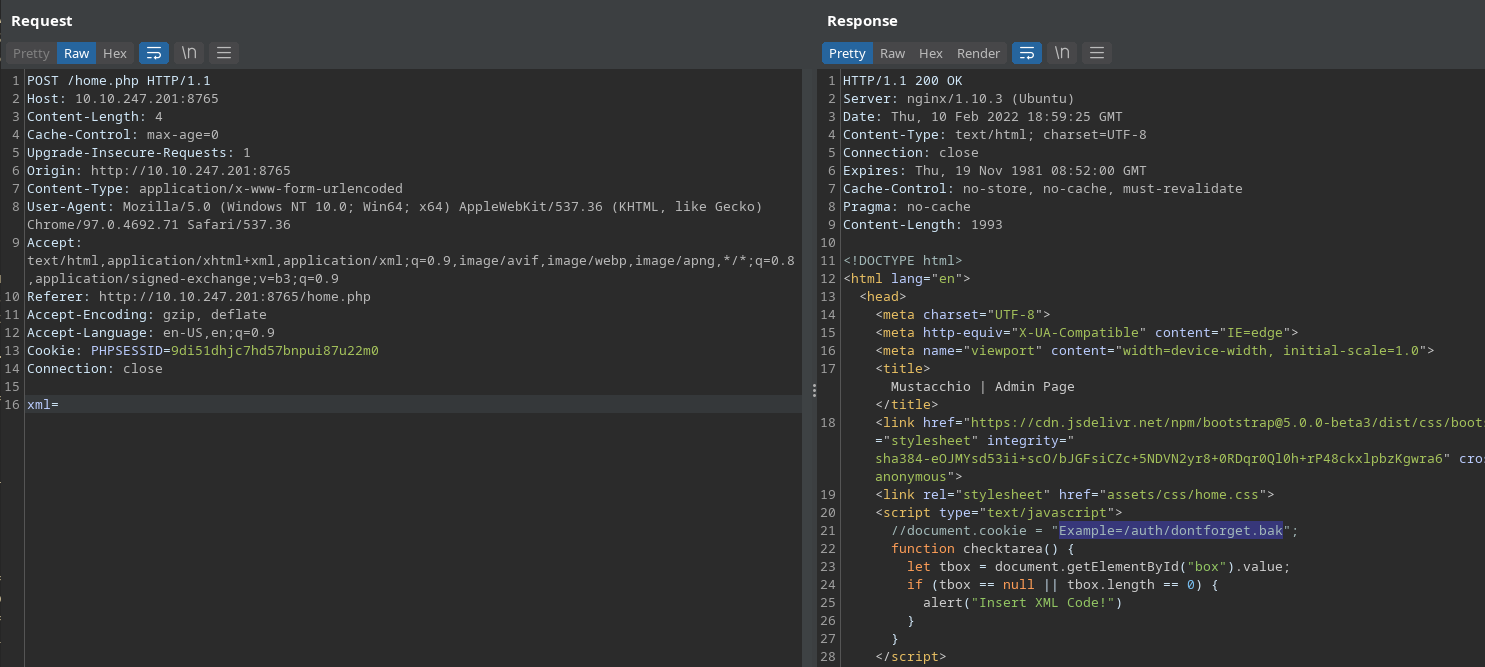 Request
Pretty Raw Hex \n
1 POST /home.php HTTP/1.1
2 Host: 10.10.247.201:8765
3 Content-Length: 4
4 Cache-Control: max-age=0
5 Upgrade-Insecure-Requests: 1
6 Origin: http://10.10.247.201:8765
7 Content-Type: application/x-www-form-urlencoded
8 User-Agent: Mozilla/5.0 (Windows NT 10.0; Win64; x64) AppleWebKit/537.36 (KHTML, like Gecko)
Chrome/97.0.4692.71 Safari/537.36
9 Accept:
text/html,application/xhtml+xml,application/xml;q=0.9,image/avif,image/webp,image/apng,*/*;q=0.8
,application/signed-exchange;v=b3;q=0.9
10 Referer: http://10.10.247.201:8765/home.php
11 Accept-Encoding: gzip, deflate
12 Accept-Language: en-US,en;q=0.9
13 Cookie: PHPSESSID=9di51dhjc7hd57bnpui87u22m0
14 Connection: close
15
16 xml=
Response
Pretty Raw Hex Render \n
1 HTTP/1.1 200 OK
2 Server: nginx/1.10.3 (Ubuntu)
3 Date: Thu, 10 Feb 2022 18:59:25 GMT
4 Content-Type: text/html; charset=UTF-8
5 Connection: close
6 Expires: Thu, 19 Nov 1981 08:52:00 GMT
7 Cache-Control: no-store, no-cache, must-revalidate
8 Pragma: no-cache
9 Content-Length: 1993
10
11 <!DOCTYPE html>
12 <html lang="en">
13 <head>
14 <meta charset="UTF-8">
15 <meta http-equiv="X-UA-Compatible" content="IE=edge">
16 <meta name="viewport" content="width=device-width, initial-scale=1.0">
17 <title>
Mustacchio | Admin Page
</title>
18 <link href="https://cdn.jsdelivr.net/npm/bootstrap@5.0.0-beta3/dist/css/boots
="stylesheet" integrity="
sha384-eOJMYsd53ii+scO/bJGFsiCZc+5NDVN2yr8+0RDqr0Ql0h+rP48ckxlpbzKgwra6" cro
anonymous">
19 <link rel="stylesheet" href="assets/css/home.css">
20 <script type="text/javascript">
21 //document.cookie = "Example=/auth/dontforget.bak";
22 function checktarea() {
23 let tbox = document.getElementById("box").value;
24 if (tbox == null || tbox.length == 0) {
25 alert("Insert XML Code!")
26 }
27 }
28 </script>